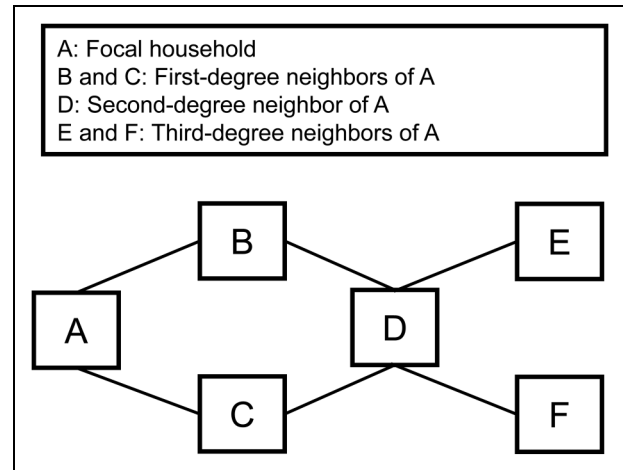 A: Focal household
B and C: First-degree neighbors of A
D: Second-degree neighbor of A
E and F: Third-degree neighbors of A
B
E
A
D
C
F